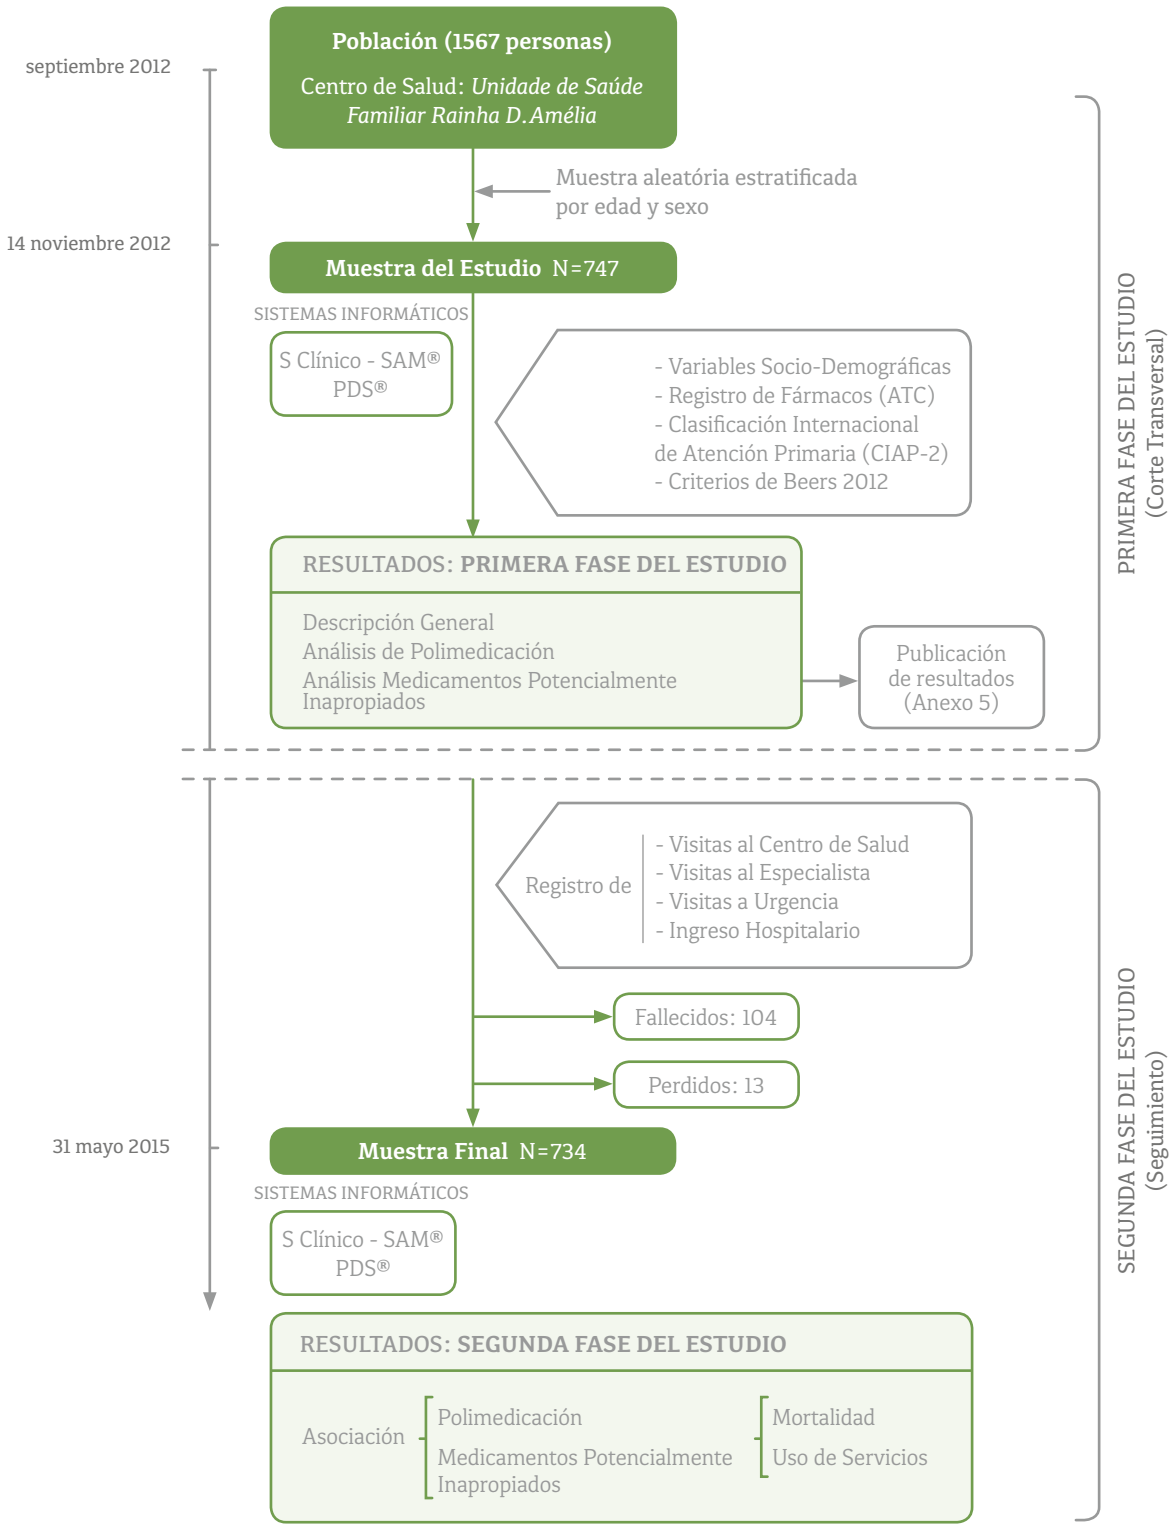 septiembre 2012
Población (1567 personas)
Centro de Salud: Unidade de Saúde
Familiar Rainha D. Amélia
Muestra aleatória estratificada
por edad y sexo
14 noviembre 2012
Muestra del Estudio N=747
SISTEMAS INFORMÁTICOS
S Clínico - SAM®
PDS®
- Variables Socio-Demográficas
- Registro de Fármacos (ATC)
- Clasificación Internacional
de Atención Primaria (CIAP-2)
- Criterios de Beers 2012
RESULTADOS: PRIMERA FASE DEL ESTUDIO
Descripción General
Análisis de Polimedicación
Análisis Medicamentos Potencialmente
Inapropiados
Publicación
de resultados
(Anexo 5)
PRIMERA FASE DEL ESTUDIO
(Corte Transversal)
Registro de
- Visitas al Centro de Salud
- Visitas al Especialista
- Visitas a Urgencia
- Ingreso Hospitalario
Fallecidos: 104
Perdidos: 13
31 mayo 2015
Muestra Final N=734
SISTEMAS INFORMÁTICOS
S Clínico - SAM®
PDS®
RESULTADOS: SEGUNDA FASE DEL ESTUDIO
Asociación
Polimedicación
Medicamentos Potencialmente
Inapropiados
Mortalidad
Uso de Servicios
SEGUNDA FASE DEL ESTUDIO
(Seguimiento)